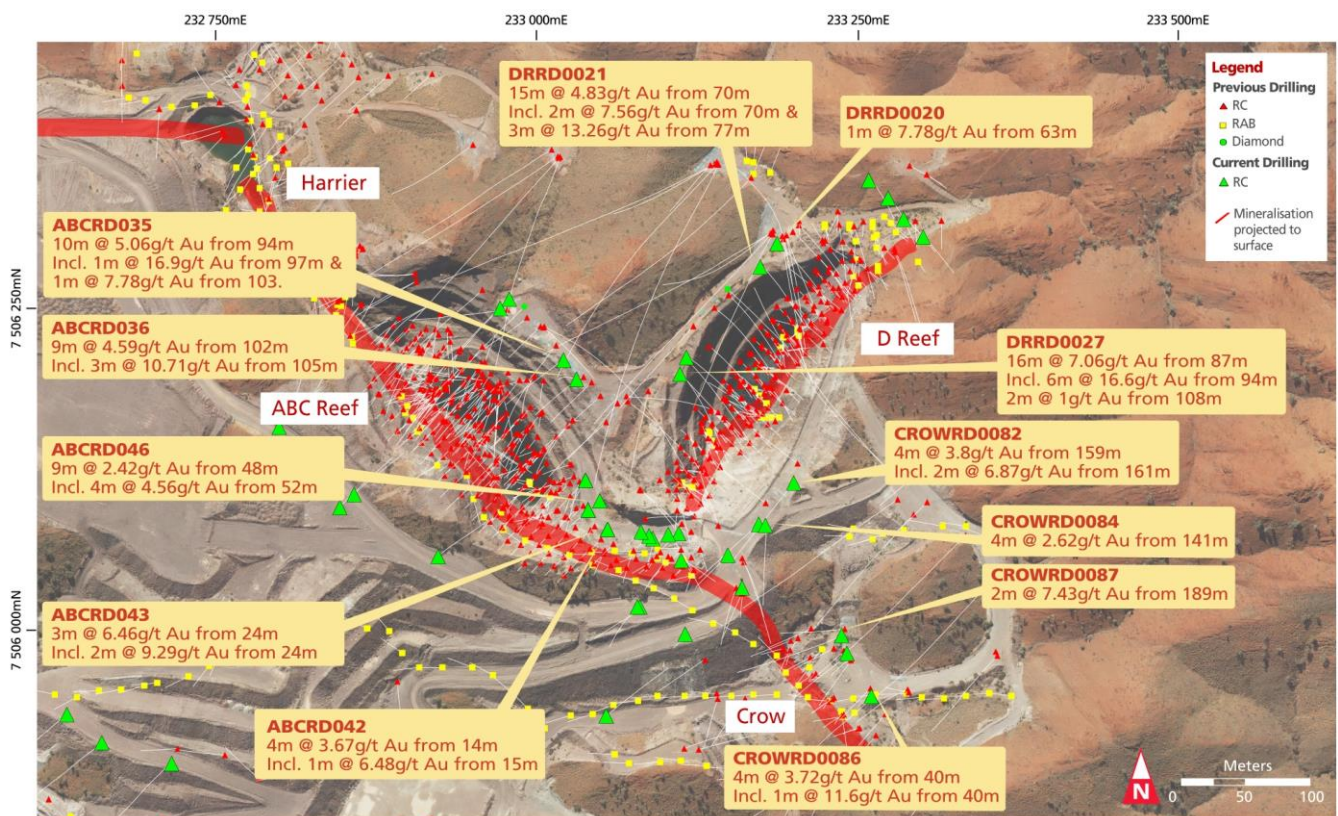 232 750mE
233 000mE
233 250mE
233 500mE
7 506 250mN
7 506 000mN
Legend
Previous Drilling
RC
RAB
Diamond
Current Drilling
RC
Mineralisation
projected to
surface
DRRD0021
15m @ 4.83g/t Au from 70m
Incl. 2m @ 7.56g/t Au from 70m &
3m @ 13.26g/t Au from 77m
DRRD0020
1m @ 7.78g/t Au from 63m
Harrier
ABCRD035
10m @ 5.06g/t Au from 94m
Incl. 1m @ 16.9g/t Au from 97m &
1m @ 7.78g/t Au from 103.
ABCRD036
9m @ 4.59g/t Au from 102m
Incl. 3m @ 10.71g/t Au from 105m
D Reef
DRRD0027
16m @ 7.06g/t Au from 87m
Incl. 6m @ 16.6g/t Au from 94m
2m @ 1g/t Au from 108m
ABC Reef
ABCRD046
9m @ 2.42g/t Au from 48m
Incl. 4m @ 4.56g/t Au from 52m
CROWRD0082
4m @ 3.8g/t Au from 159m
Incl. 2m @ 6.87g/t Au from 161m
CROWRD0084
4m @ 2.62g/t Au from 141m
CROWRD0087
2m @ 7.43g/t Au from 189m
ABCRD043
3m @ 6.46g/t Au from 24m
Incl. 2m @ 9.29g/t Au from 24m
ABCRD042
4m @ 3.67g/t Au from 14m
Incl. 1m @ 6.48g/t Au from 15m
Crow
CROWRD0086
4m @ 3.72g/t Au from 40m
Incl. 1m @ 11.6g/t Au from 40m
N
Meters
0 50 100